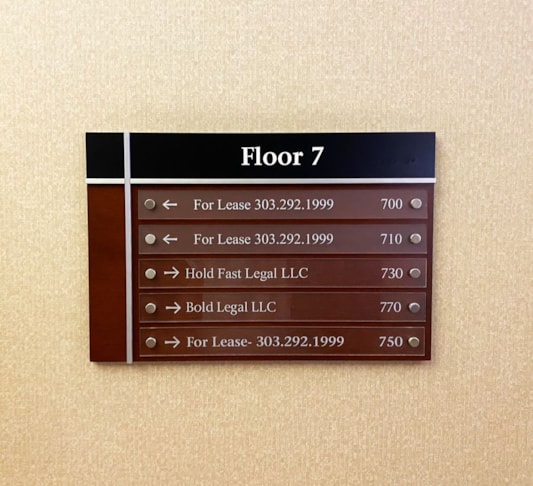 Floor 7
← For Lease 303.292.1999 700
← For Lease 303.292.1999 710
→ Hold Fast Legal LLC 730
→ Bold Legal LLC 770
→ For Lease- 303.292.1999 750